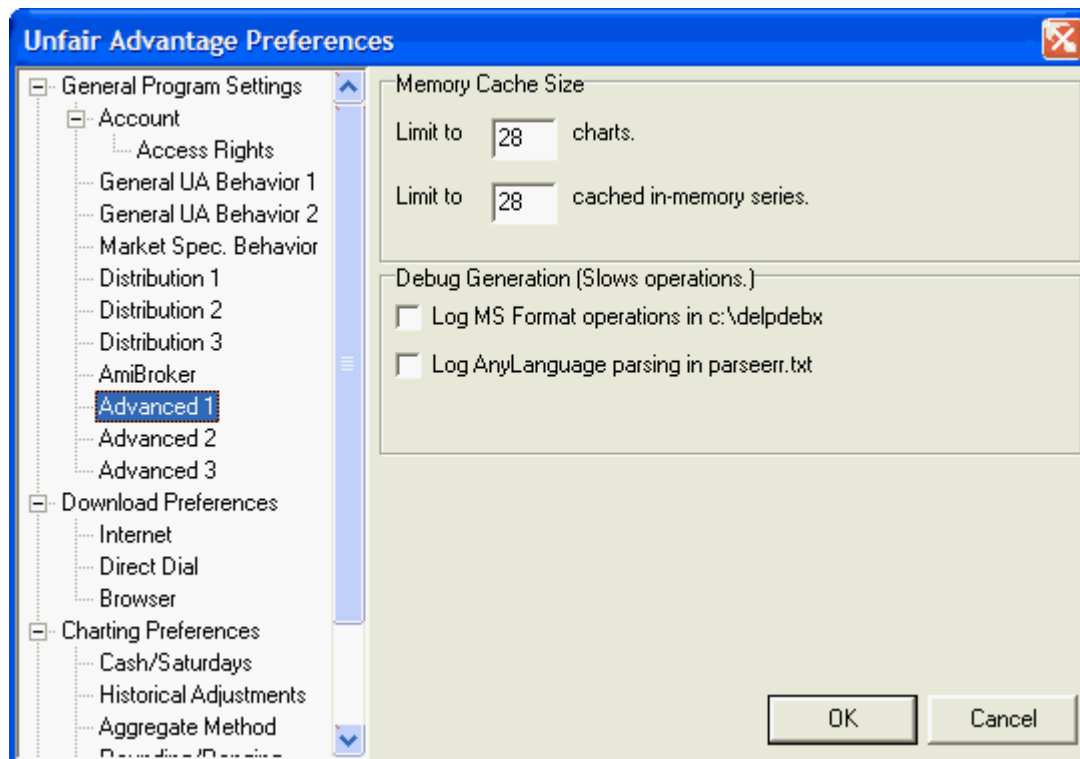 Unfair Advantage Preferences
General Program Settings
Account
Access Rights
General UA Behavior 1
General UA Behavior 2
Market Spec. Behavior
Distribution 1
Distribution 2
Distribution 3
AmiBroker
Advanced 1
Advanced 2
Advanced 3
Download Preferences
Internet
Direct Dial
Browser
Charting Preferences
Cash/Saturdays
Historical Adjustments
Aggregate Method
Memory Cache Size
Limit to 28 charts.
Limit to 28 cached in-memory series.
Debug Generation (Slows operations.)
Log MS Format operations in c:\delpdebx
Log AnyLanguage parsing in parseerr.txt
OK Cancel